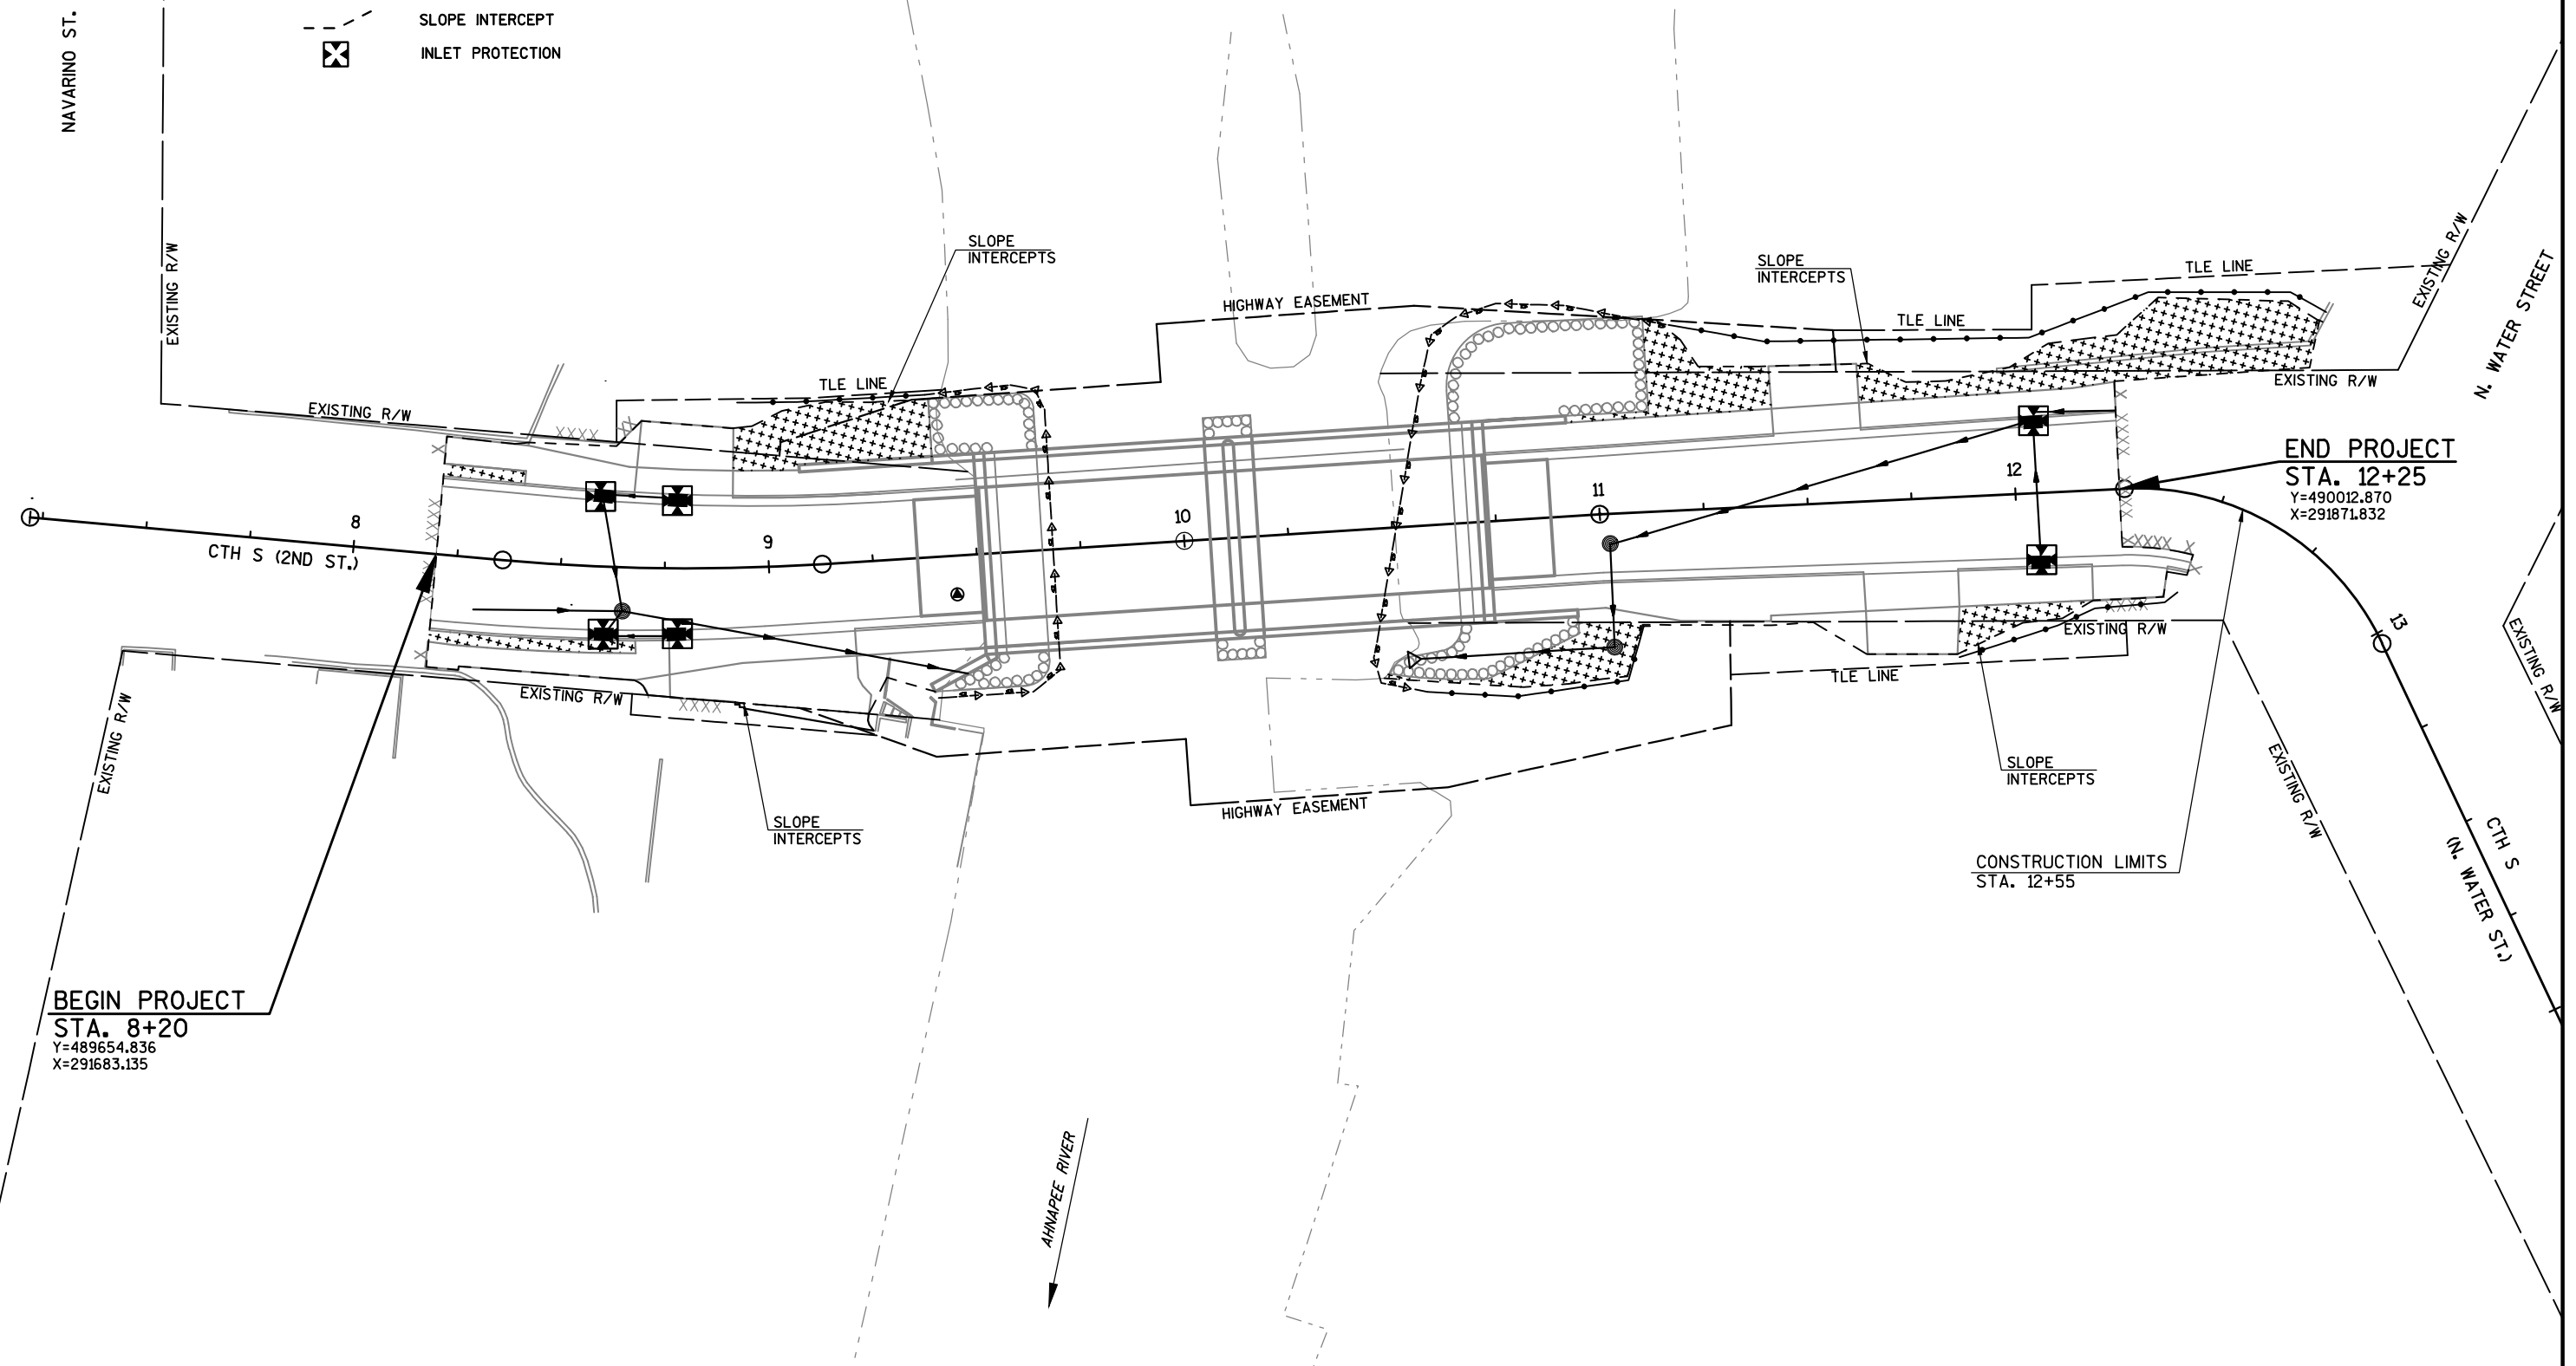 NAVARINO ST.
SLOPE INTERCEPT
INLET PROTECTION
EXISTING R/W
SLOPE
INTERCEPTS
SLOPE
INTERCEPTS
HIGHWAY EASEMENT
TLE LINE
TLE LINE
TLE LINE
EXISTING R/W
N. WATER STREET
EXISTING R/W
EXISTING R/W
8
9
10
11
12
13
CTH S (2ND ST.)
END PROJECT
STA. 12+25
Y=490012.870
X=291871.832
EXISTING R/W
EXISTING R/W
EXISTING R/W
EXISTING R/W
TLE LINE
EXISTING R/W
SLOPE
INTERCEPTS
SLOPE
INTERCEPTS
HIGHWAY EASEMENT
CONSTRUCTION LIMITS
STA. 12+55
CTH S
(N. WATER ST.)
BEGIN PROJECT
STA. 8+20
Y=489654.836
X=291683.135
AHNAPEE RIVER